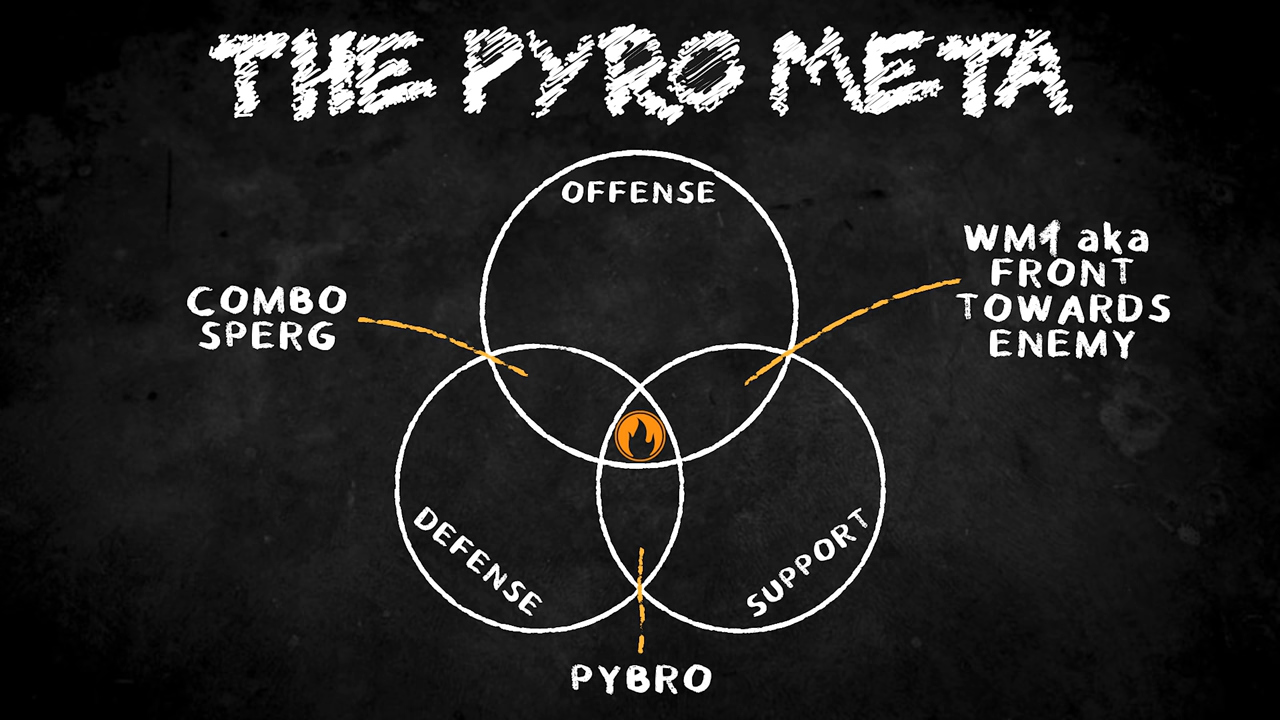 THE PYRO META
OFFENSE
WM1 aka
FRONT
TOWARDS
ENEMY
COMBO
SPERG
DEFENSE
SUPPORT
PYBRO